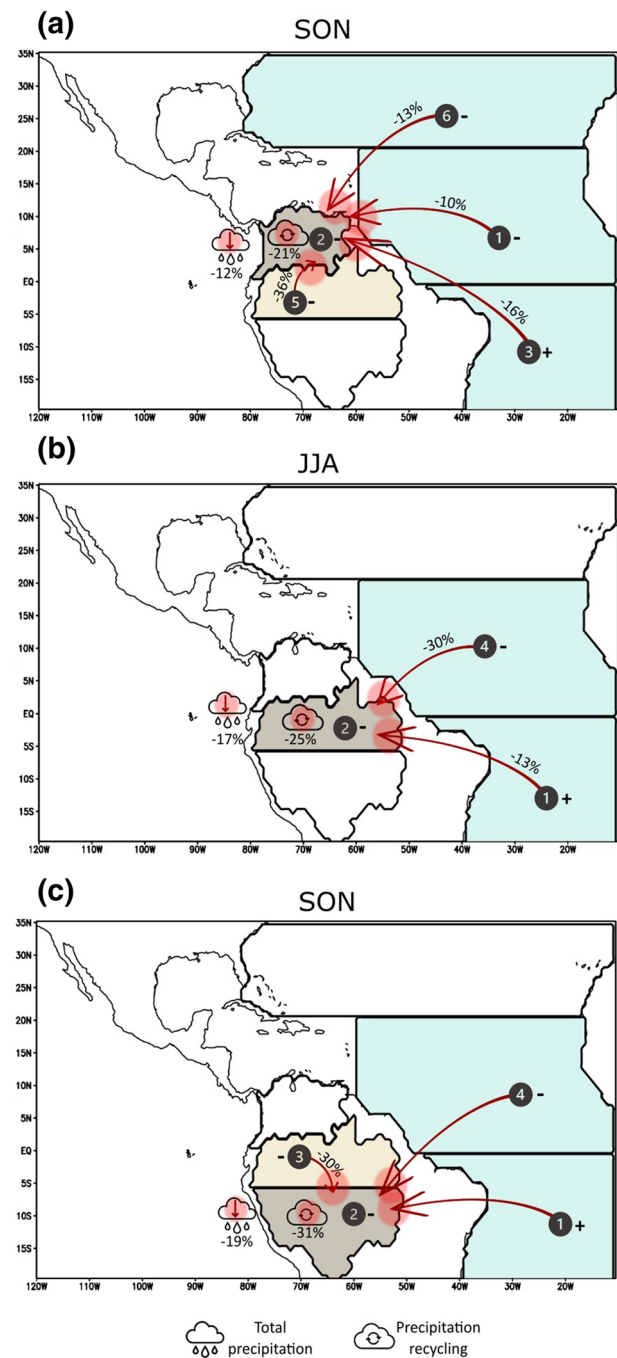 (a)
SON
35N
30N
25N
20N
15N
10N
5N
EQ
5S
10S
15S
120W 110W 100W 90W 80W 70W 60W 50W 40W 30W 20W
6 -
-13%
-10%
1 -
2 -
-21%
-12%
-36%
5 -
-16%
3 +
(b)
JJA
35N
30N
25N
20N
15N
10N
5N
EQ
5S
10S
15S
120W 110W 100W 90W 80W 70W 60W 50W 40W 30W 20W
-30%
4 -
-17%
-25%
2 -
-13%
1 +
(c)
SON
35N
30N
25N
20N
15N
10N
5N
EQ
5S
10S
15S
120W 110W 100W 90W 80W 70W 60W 50W 40W 30W 20W
4 -
- 3
-30%
2 -
-31%
-19%
1 +
Total
precipitation
Precipitation
recycling